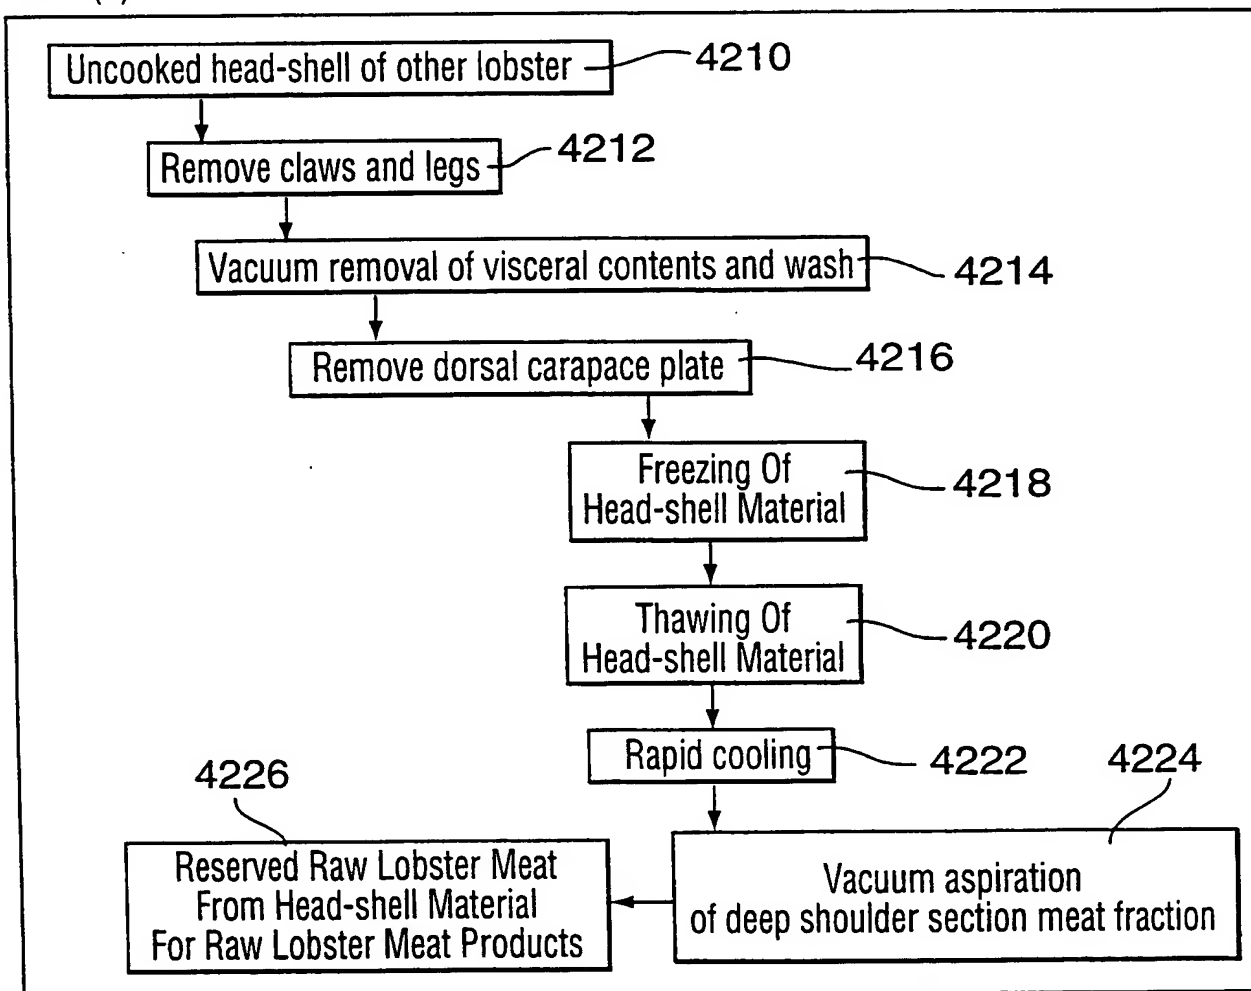 Uncooked head-shell of other lobster
4210
Remove claws and legs
4212
Vacuum removal of visceral contents and wash
4214
Remove dorsal carapace plate
4216
Freezing Of
Head-shell Material
4218
Thawing Of
Head-shell Material
4220
Rapid cooling
4222
4224
Vacuum aspiration
of deep shoulder section meat fraction
4226
Reserved Raw Lobster Meat
From Head-shell Material
For Raw Lobster Meat Products